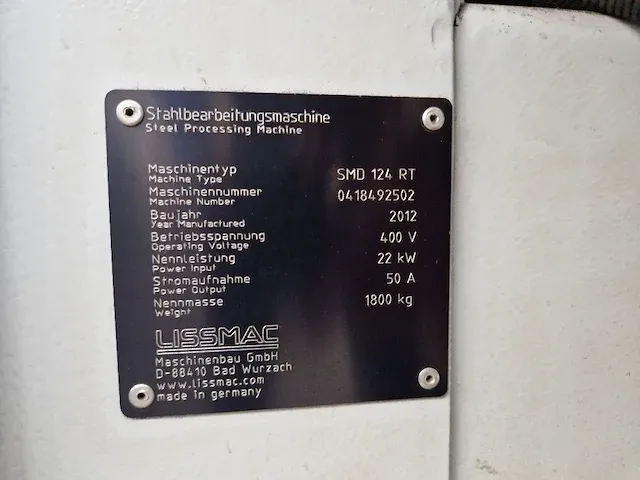 Stahlbearbeitungsmaschine
Steel Processing Machine
Maschinentyp SMD 124 RT
Machine Type
Maschinennummer 0418492502
Machine Number
Baujahr 2012
Year Manufactured
Betriebsspannung 400 V
Operating Voltage
Nennleistung 22 kW
Power Input
Stromaufnahme 50 A
Power Output
Nennmasse 1800 kg
Weight
LISSMAC
Maschinenbau GmbH
D-88410 Bad Wurzach
www.lissmac.com
made in germany